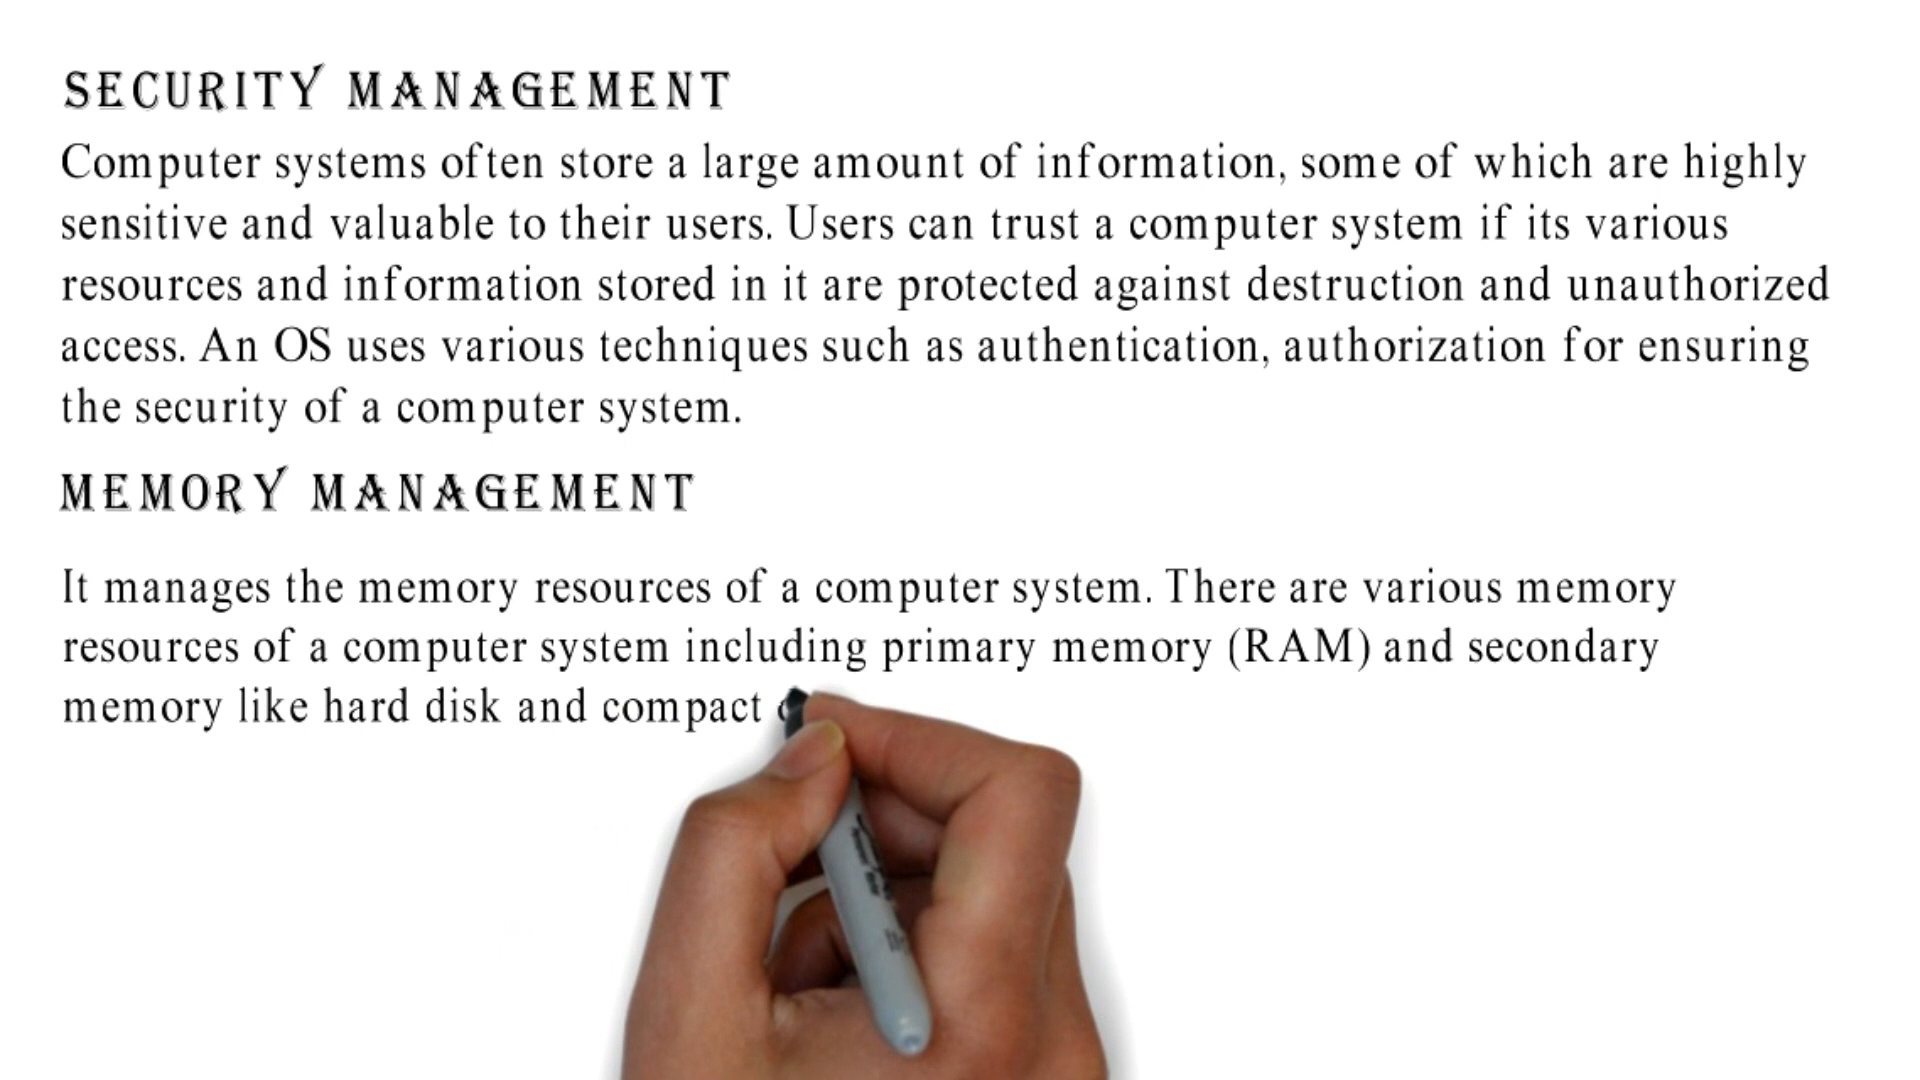 SECURITY MANAGEMENT
Computer systems often store a large amount of information, some of which are highly
sensitive and valuable to their users. Users can trust a computer system if its various
resources and information stored in it are protected against destruction and unauthorized
access. An OS uses various techniques such as authentication, authorization for ensuring
the security of a computer system.
MEMORY MANAGEMENT
It manages the memory resources of a computer system. There are various memory
resources of a computer system including primary memory (RAM) and secondary
memory like hard disk and compact